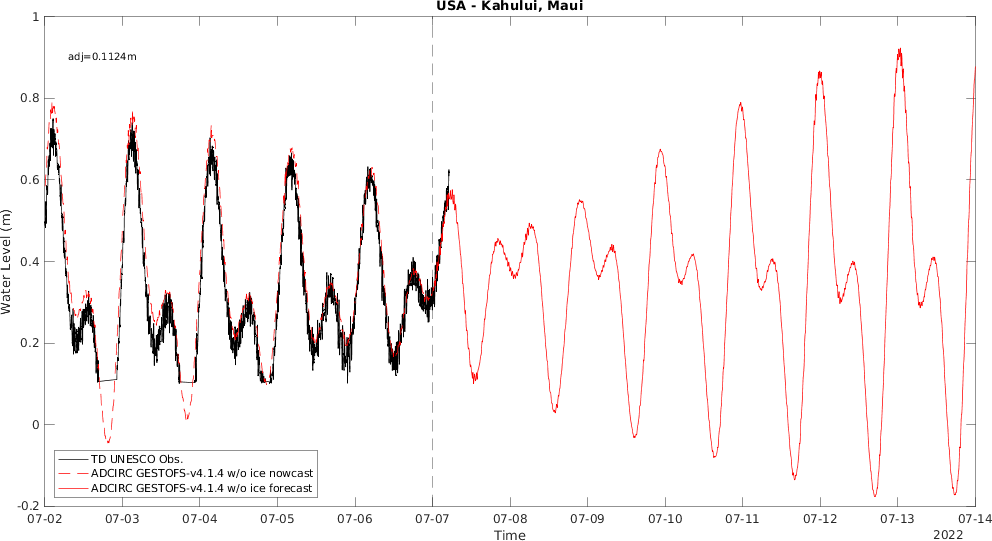 USA - Kahului, Maui
adj=0.1124m
Water Level (m)
1
0.8
0.6
0.4
0.2
0
-0.2
TD UNESCO Obs.
ADCIRC GESTOFS-v4.1.4 w/o ice nowcast
ADCIRC GESTOFS-v4.1.4 w/o ice forecast
07-02 07-03 07-04 07-05 07-06 07-07 07-08 07-09 07-10 07-11 07-12 07-13 07-14
Time
2022